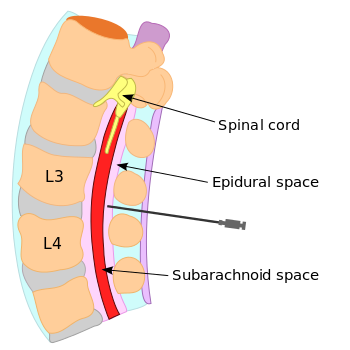 Spinal cord
L3
Epidural space
L4
Subarachnoid space